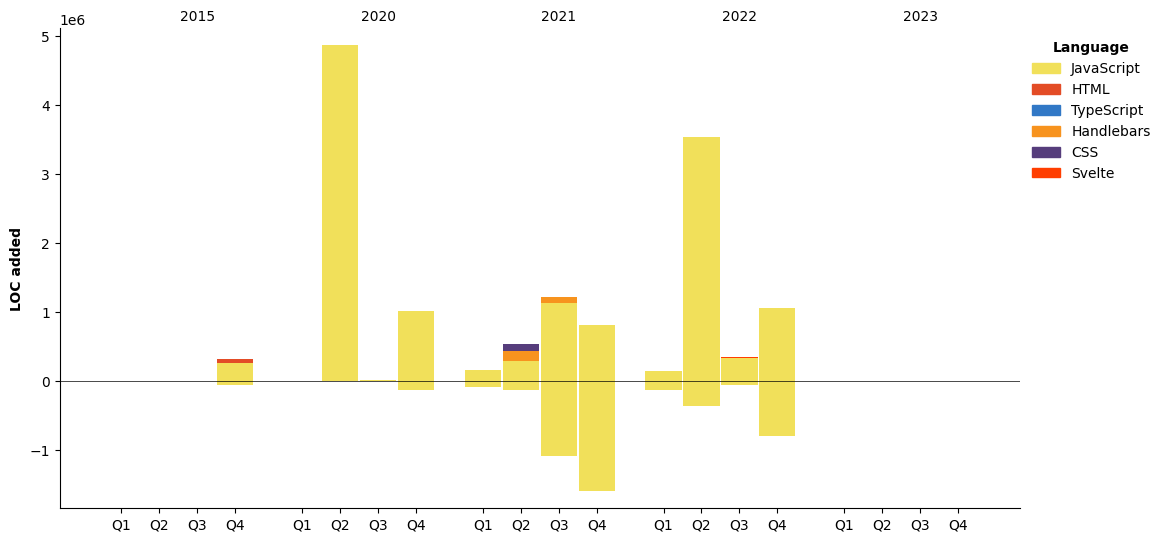 2015 2020 2021 2022 2023
1e6
Language
JavaScript
HTML
TypeScript
Handlebars
CSS
Svelte
LOC added
5
4
3
2
1
0
−1
Q1 Q2 Q3 Q4 Q1 Q2 Q3 Q4 Q1 Q2 Q3 Q4 Q1 Q2 Q3 Q4 Q1 Q2 Q3 Q4